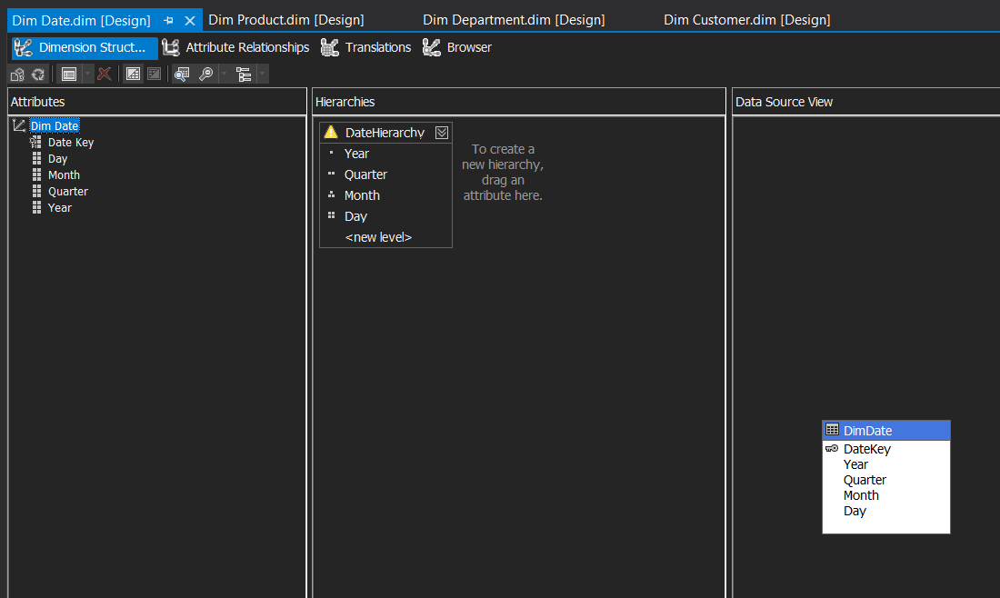 Dim Date.dim [Design] Dim Product.dim [Design] Dim Department.dim [Design] Dim Customer.dim [Design]
Dimension Struct... Attribute Relationships Translations Browser
Attributes
Dim Date
Date Key
Day
Month
Quarter
Year
Hierarchies
DateHierarchy
Year
Quarter
Month
Day
<new level>
To create a
new hierarchy,
drag an
attribute here.
Data Source View
DimDate
DateKey
Year
Quarter
Month
Day